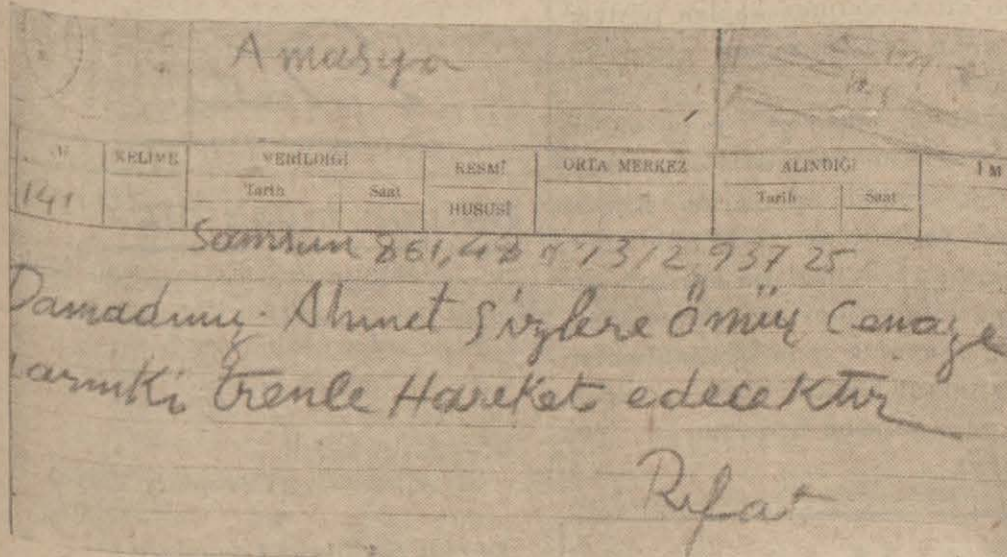 Amasya
KELİME VERİLDİĞİ RESMİ ORTA MERKEZ ALINDIĞI
Tarih Saat HUSUSİ Tarih Saat
141
Samsun 861,48 13/2 937 25
Damadınız Ahmet Sizlere Ömür Cenaze
yarınki trenle Hareket edecektir
Rıfat